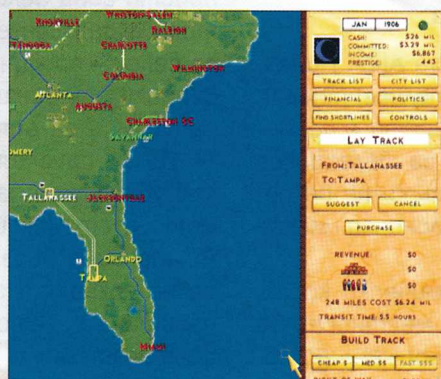 KNOXVILLE
WINSTON-SALEM
RALEIGH
CHARLOTTE
COLUMBIA
WILMINGTON
ATLANTA
AUGUSTA
CHARLESTON SC
SAVANNAH
OMERY
TALLAHASSEE
JACKSONVILLE
ORLANDO
TAMPA
MIAMI
JAN 1906
CASH: $26 MIL
COMMITTED: $3.29 MIL
INCOME: $6,867
PRESTIGE: 443
TRACK LIST
CITY LIST
FINANCIAL
POLITICS
FIND SHORTLINES
CONTROLS
LAY TRACK
FROM: TALLAHASSEE
TO: TAMPA
SUGGEST
CANCEL
PURCHASE
REVENUE $0
$0
$0
248 MILES COST $6.24 MIL
TRANSIT TIME: 5.5 HOURS
BUILD TRACK
CHEAP $
MED $$
FAST $$$